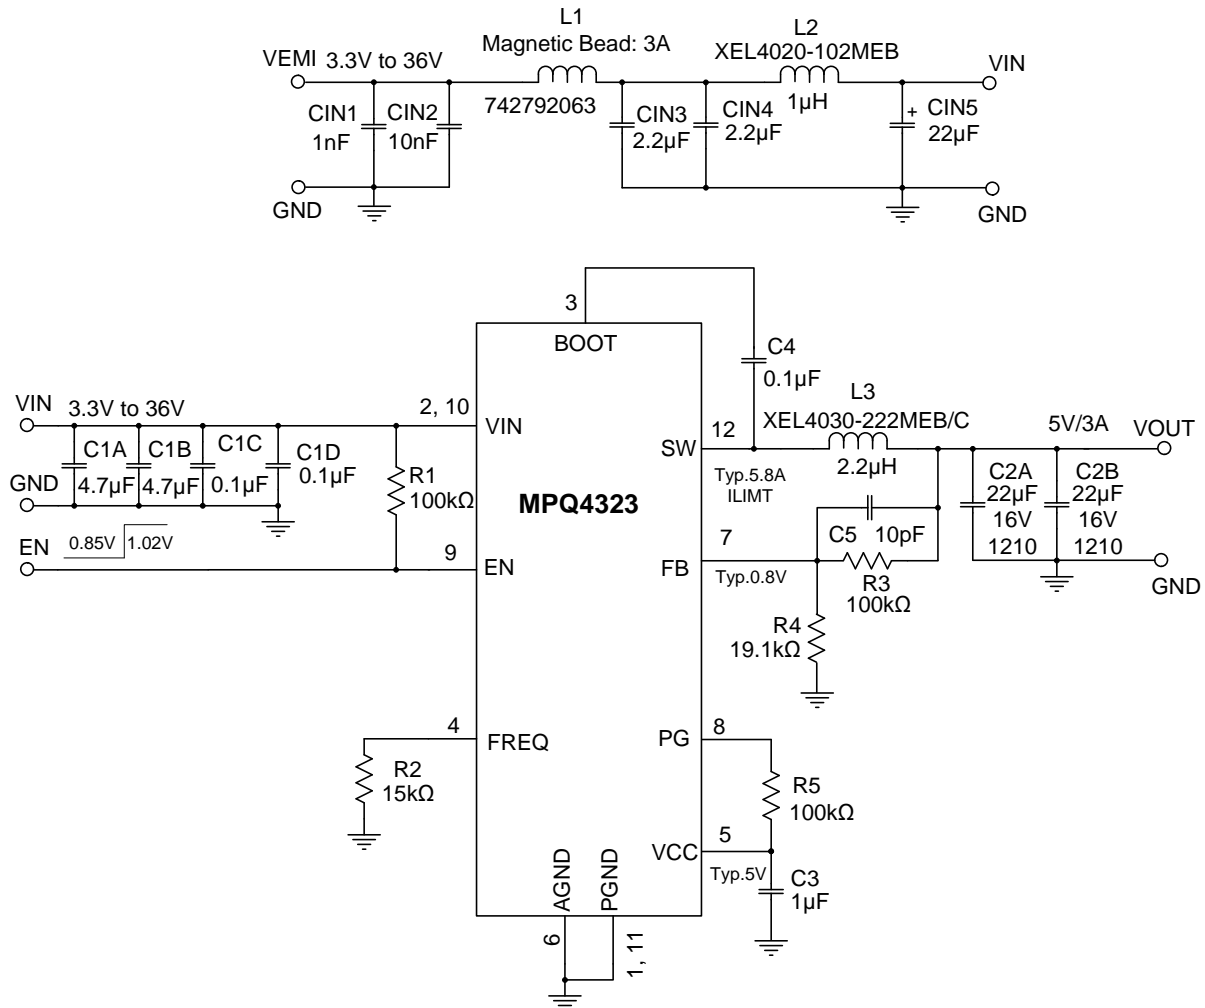 L1
Magnetic Bead: 3A
L2
XEL4020-102MEB
VEMI
3.3V to 36V
VIN
742792063
1µH
CIN1
1nF
CIN2
10nF
CIN3
2.2µF
CIN4
2.2µF
+
CIN5
22µF
GND
GND
3
BOOT
C4
0.1µF
VIN
3.3V to 36V
2, 10
VIN
C1A
4.7µF
C1B
4.7µF
C1C
0.1µF
C1D
0.1µF
R1
100kΩ
GND
EN
0.85V
1.02V
9
EN
MPQ4323
SW
12
Typ.5.8A
ILIMT
L3
XEL4030-222MEB/C
2.2µH
5V/3A
VOUT
C2A
22µF
16V
1210
C2B
22µF
16V
1210
GND
7
FB
Typ.0.8V
C5
10pF
R3
100kΩ
R4
19.1kΩ
4
FREQ
R2
15kΩ
PG
8
R5
100kΩ
VCC
5
Typ.5V
C3
1µF
AGND
PGND
6
1, 11